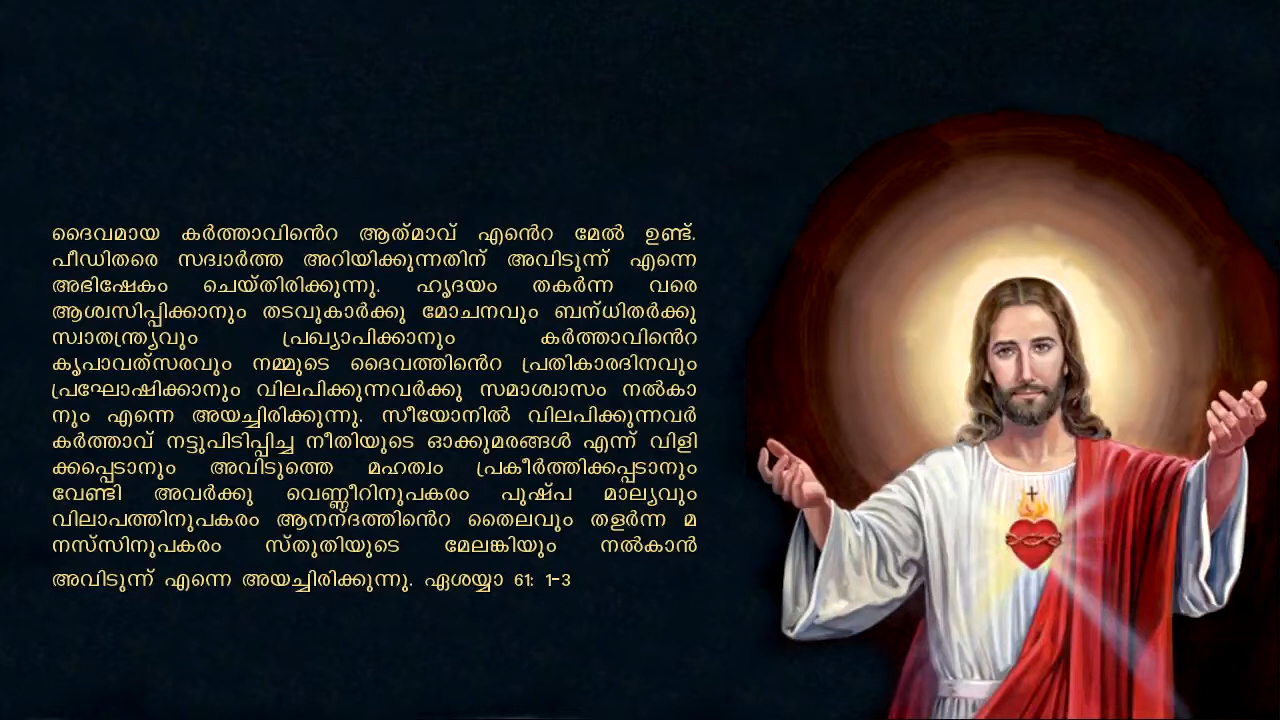 ദൈവമായ കർത്താവിൻെറ ആത്മാവ് എൻെറ മേൽ ഉണ്ട്.
പീഡിതരെ സദ്വാർത്ത അറിയിക്കുന്നതിന് അവിടുന്ന് എന്നെ
അഭിഷേകം ചെയ്തിരിക്കുന്നു. ഹൃദയം തകർന്ന വരെ
ആശ്വസിപ്പിക്കാനും തടവുകാർക്കു മോചനവും ബന്ധിതർക്കു
സ്വാതന്ത്ര്യവും പ്രഖ്യാപിക്കാനും കർത്താവിൻെറ
കൃപാവത്സരവും നമ്മുടെ ദൈവത്തിൻെറ പ്രതികാരദിനവും
പ്രഘോഷിക്കാനും വിലപിക്കുന്നവർക്കു സമാശ്വാസം നൽകാ
നും എന്നെ അയച്ചിരിക്കുന്നു. സീയോനിൽ വിലപിക്കുന്നവർ
കർത്താവ് നട്ടുപിടിപ്പിച്ച നീതിയുടെ ഓക്കുമരങ്ങൾ എന്ന് വിളി
ക്കപ്പെടാനും അവിടുത്തെ മഹത്വം പ്രകീർത്തിക്കപ്പടാനും
വേണ്ടി അവർക്കു വെണ്ണീറിനുപകരം പുഷ്പ മാല്യവും
വിലാപത്തിനുപകരം ആനന്ദത്തിൻെറ തൈലവും തളർന്ന മ
നസ്സിനുപകരം സ്തുതിയുടെ മേലങ്കിയും നൽകാൻ
അവിടുന്ന് എന്നെ അയച്ചിരിക്കുന്നു. ഏശയ്യാ 61: 1-3